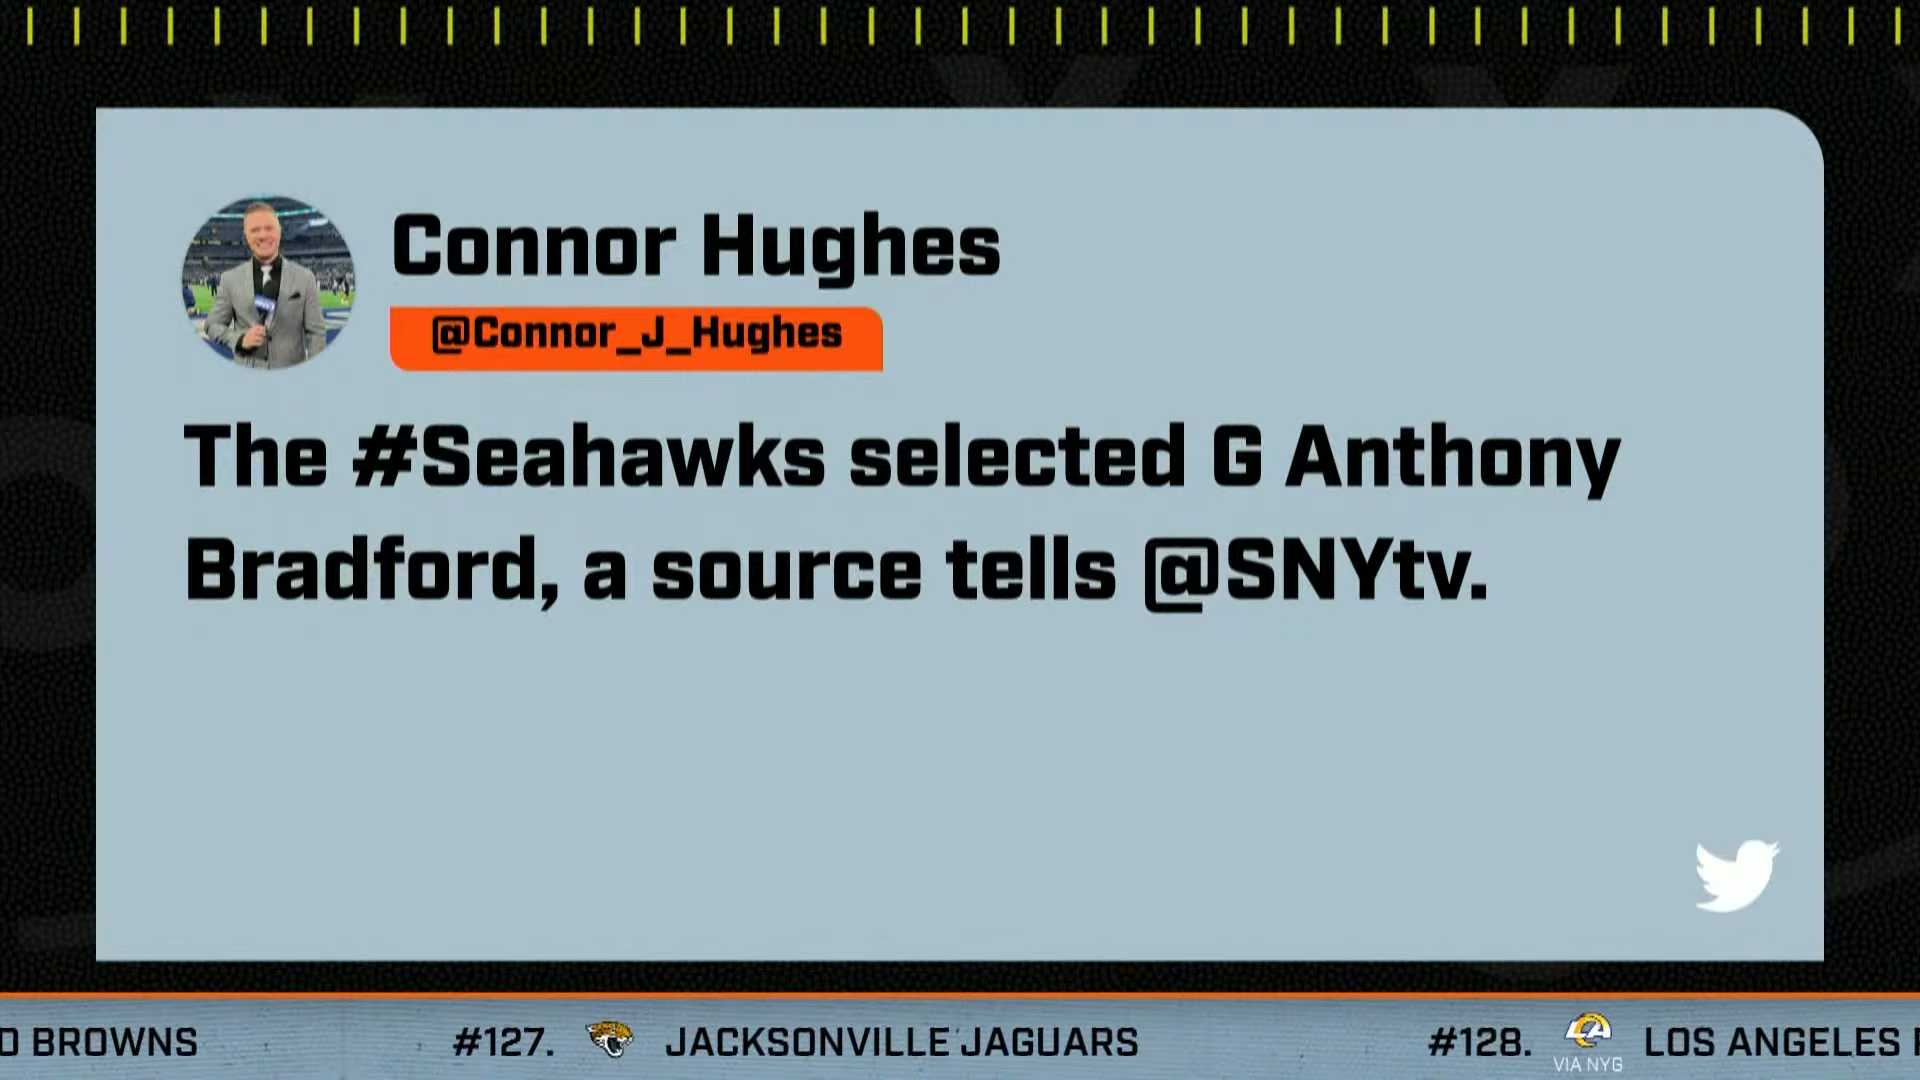 Connor Hughes
@Connor_J_Hughes
The #Seahawks selected G Anthony
Bradford, a source tells @SNYtv.
BROWNS #127. JACKSONVILLE JAGUARS #128. LOS ANGELES
VIA NYG